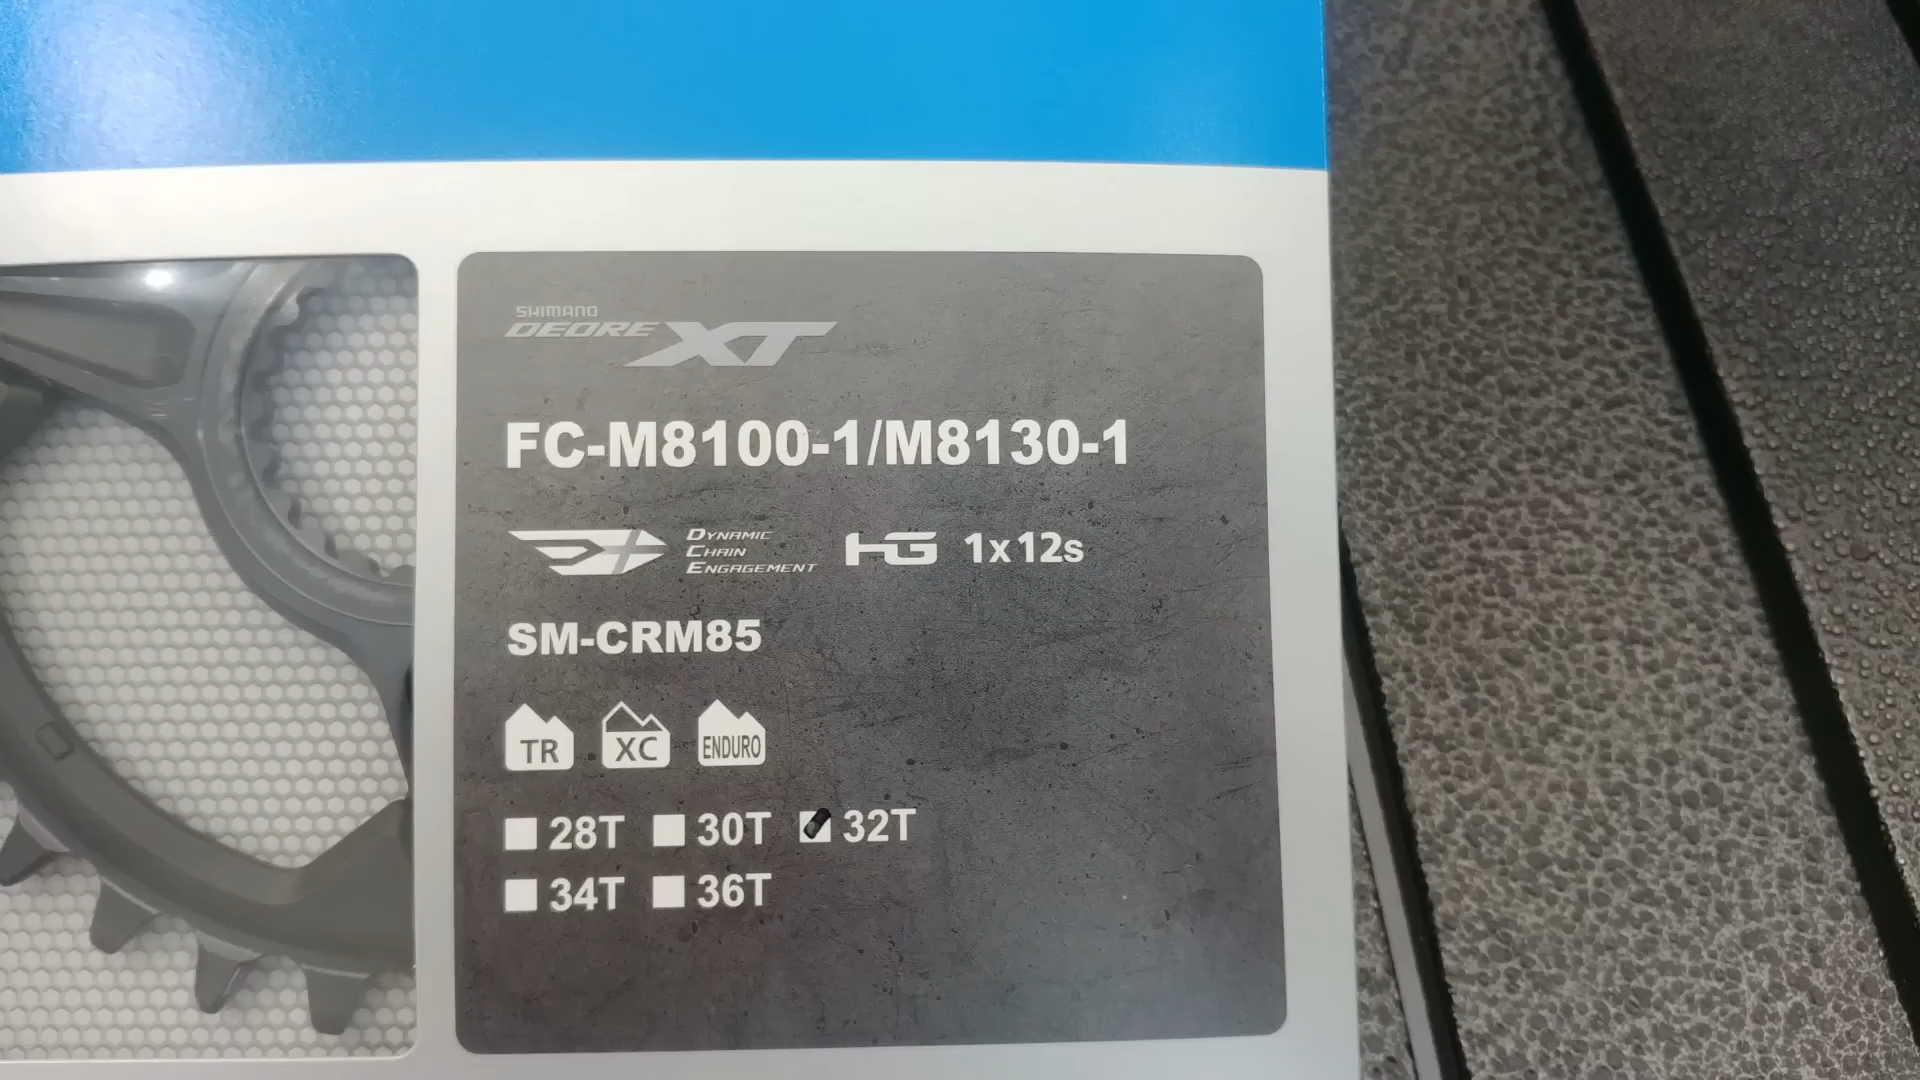 SHIMANO
DEORE XT
FC-M8100-1/M8130-1
DYNAMIC
CHAIN
ENGAGEMENT
HG 1x12s
SM-CRM85
TR XC ENDURO
28T 30T 32T
34T 36T